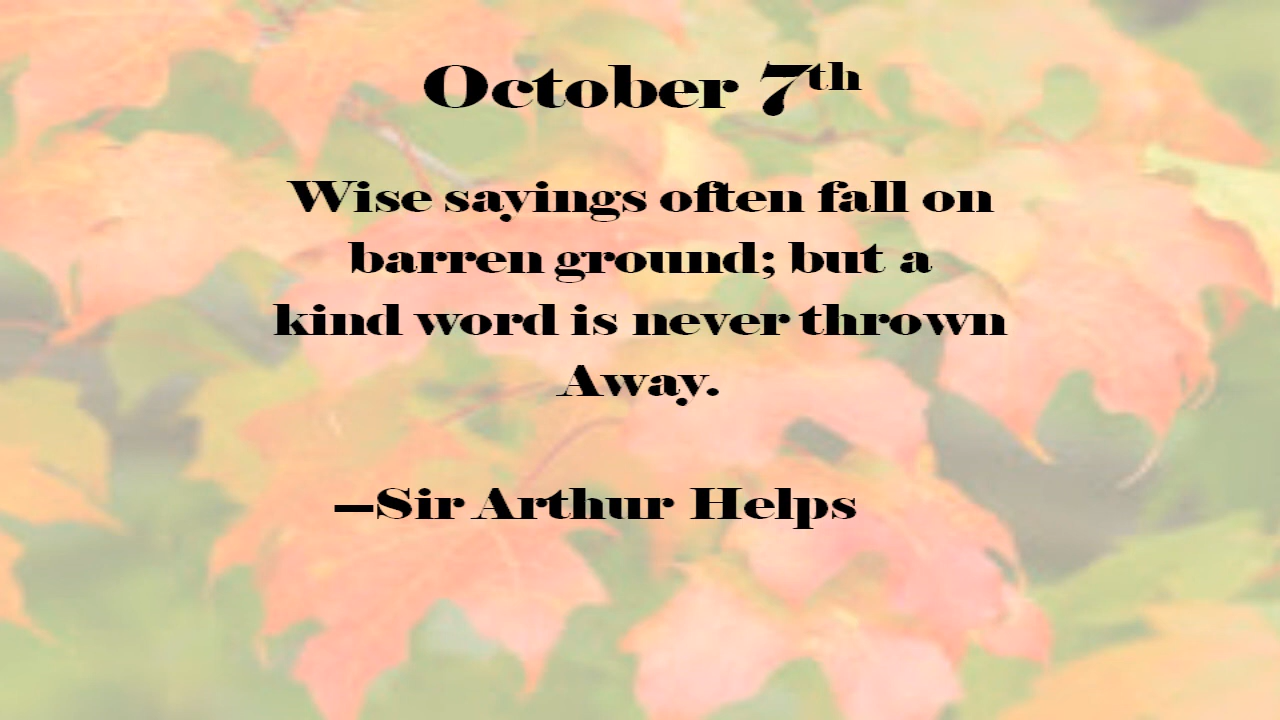 October 7th
Wise sayings often fall on
barren ground; but a
kind word is never thrown
Away.
—Sir Arthur Helps